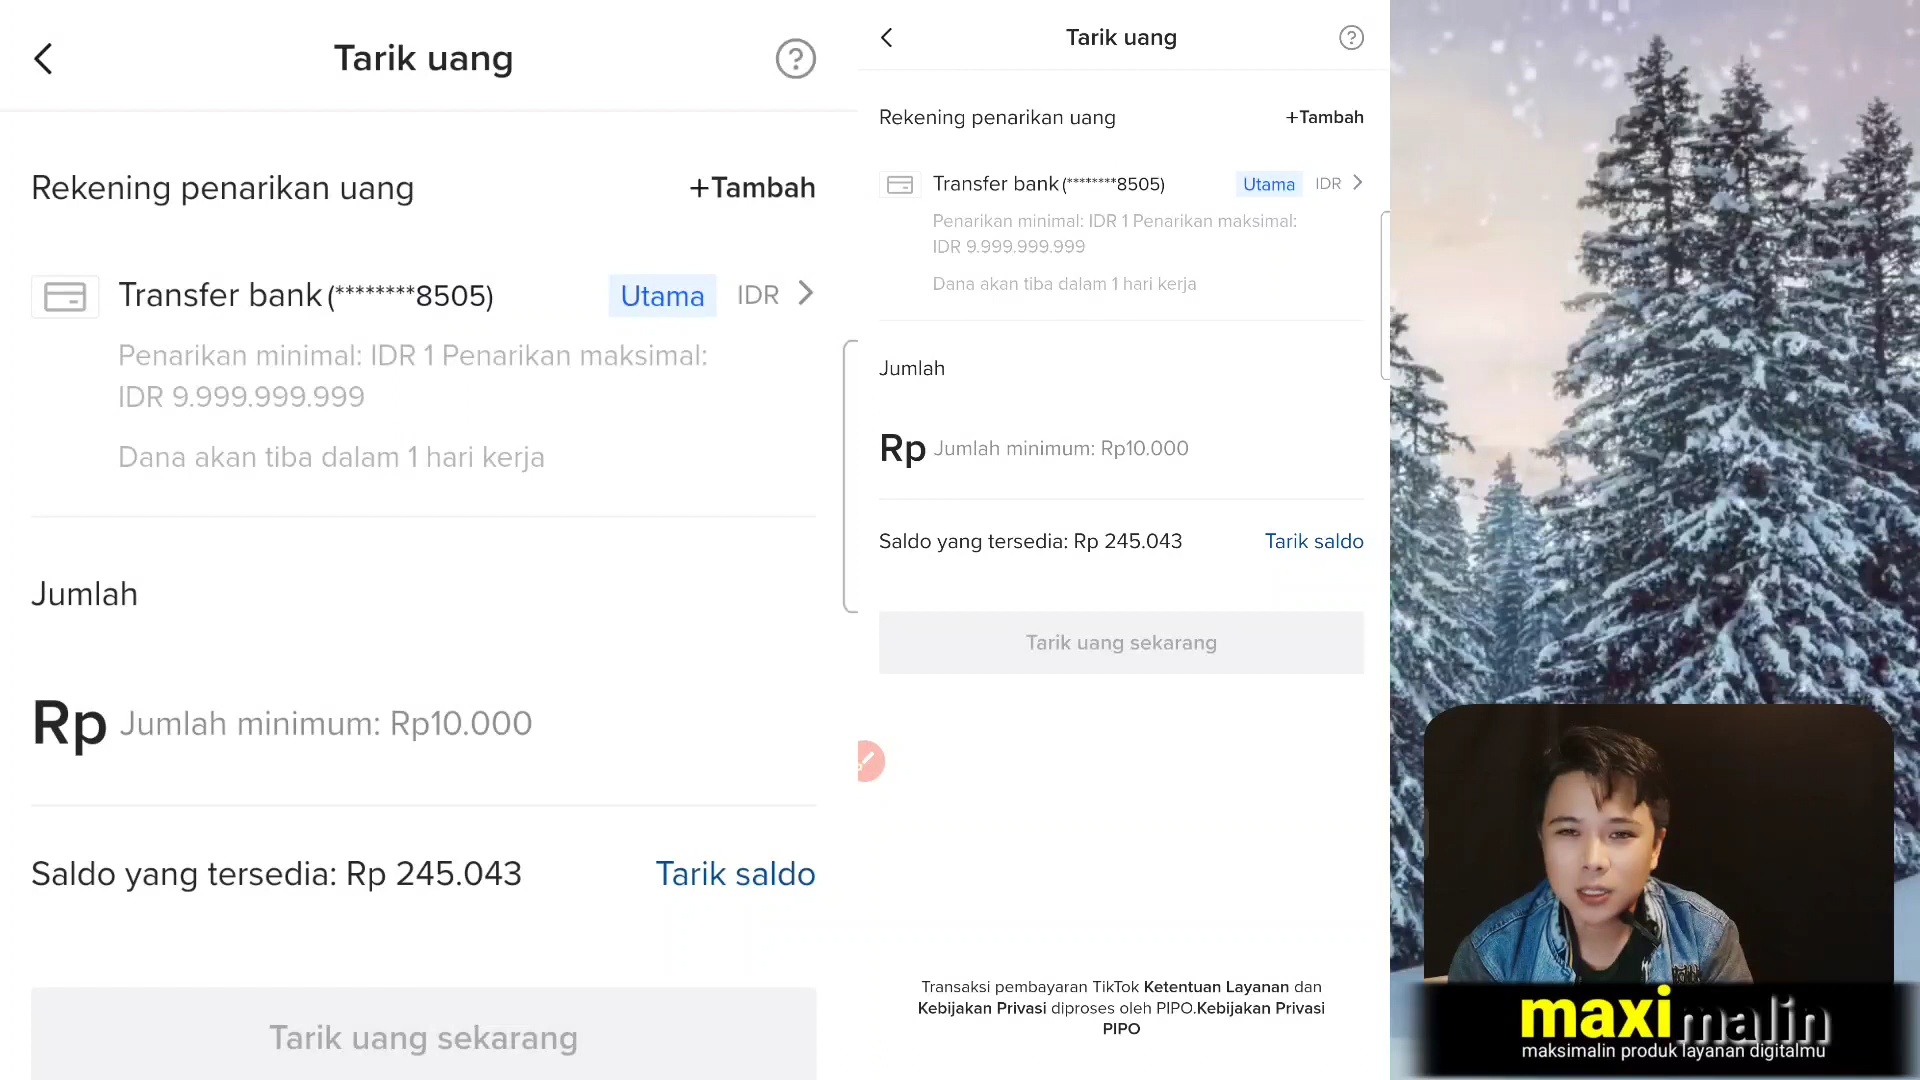 Tarik uang
?
Rekening penarikan uang
+Tambah
Transfer bank(********8505)
Utama
IDR
Penarikan minimal: IDR 1 Penarikan maksimal:
IDR 9.999.999.999
Dana akan tiba dalam 1 hari kerja
Jumlah
Rp Jumlah minimum: Rp10.000
Saldo yang tersedia: Rp 245.043
Tarik saldo
Tarik uang sekarang
Tarik uang
?
Rekening penarikan uang
+Tambah
Transfer bank(********8505)
Utama
IDR
Penarikan minimal: IDR 1 Penarikan maksimal:
IDR 9.999.999.999
Dana akan tiba dalam 1 hari kerja
Jumlah
Rp Jumlah minimum: Rp10.000
Saldo yang tersedia: Rp 245.043
Tarik saldo
Tarik uang sekarang
Transaksi pembayaran TikTok Ketentuan Layanan dan
Kebijakan Privasi diproses oleh PIPO.Kebijakan Privasi
PIPO
maximalin
maksimalin produk layanan digitalmu